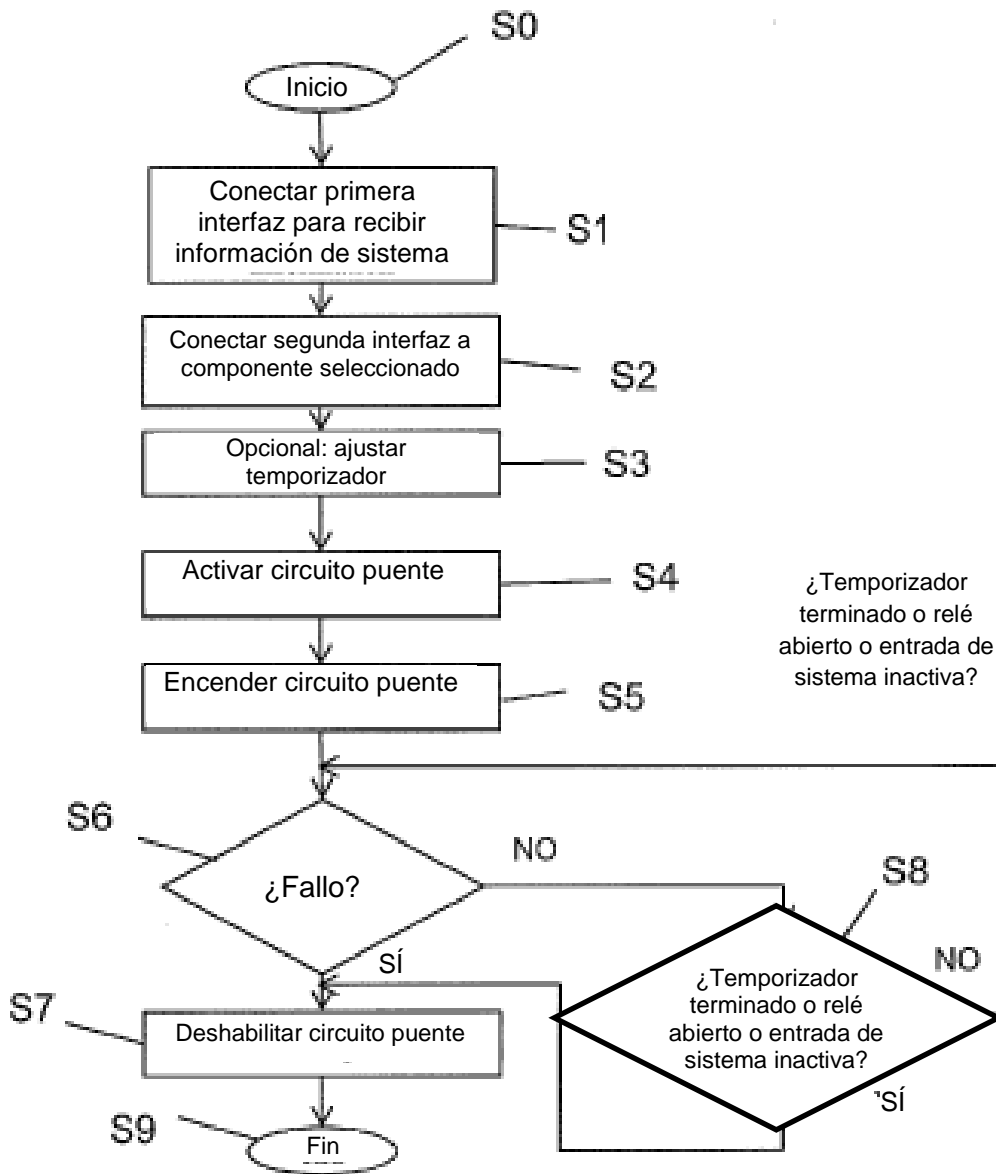 S0
Inicio
Conectar primera
interfaz para recibir
información de sistema
S1
Conectar segunda interfaz a
componente seleccionado
S2
Opcional: ajustar
temporizador
S3
Activar circuito puente
S4
¿Temporizador
terminado o relé
abierto o entrada de
sistema inactiva?
Encender circuito puente
S5
S6
¿Fallo?
NO
SÍ
S8
¿Temporizador
terminado o relé
abierto o entrada de
sistema inactiva?
NO
SÍ
S7
Deshabilitar circuito puente
S9
Fin